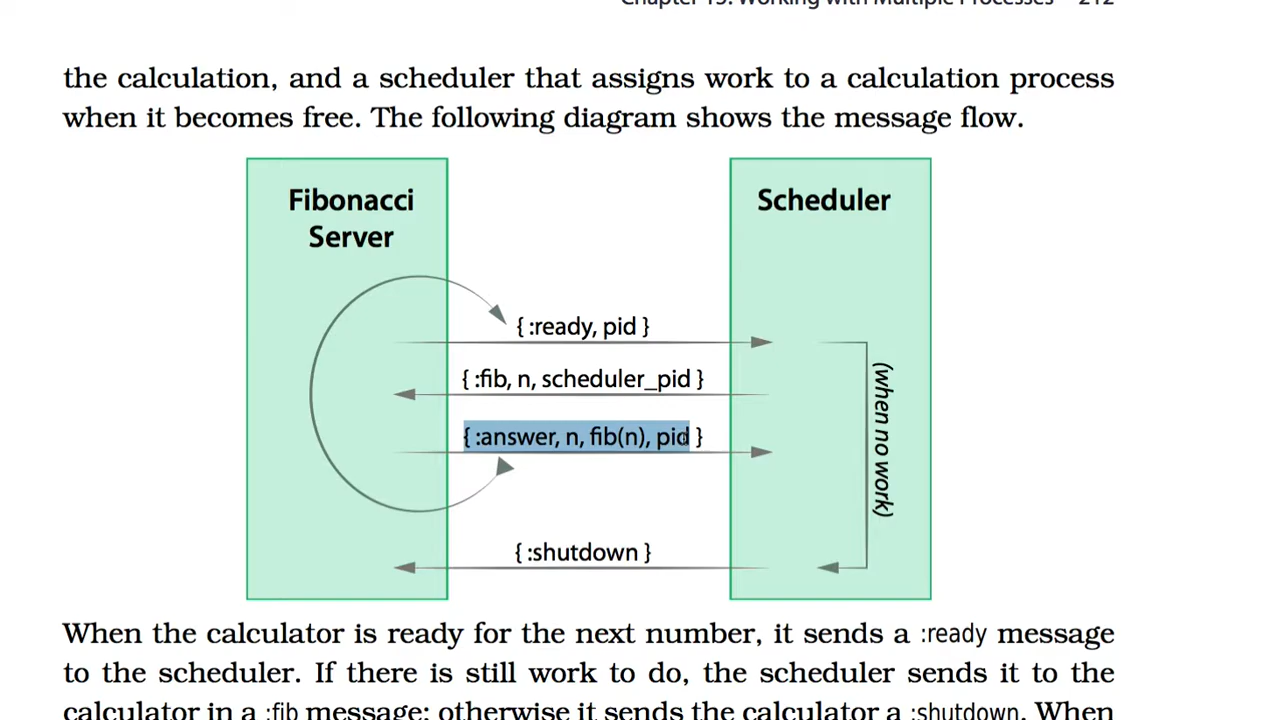 Chapter 15. Working with Multiple Processes • 212
the calculation, and a scheduler that assigns work to a calculation process
when it becomes free. The following diagram shows the message flow.
Fibonacci
Server
Scheduler
{ :ready, pid }
{ :fib, n, scheduler_pid }
{ :answer, n, fib(n), pid }
(when no work)
{ :shutdown }
When the calculator is ready for the next number, it sends a :ready message
to the scheduler. If there is still work to do, the scheduler sends it to the
calculator in a :fib message; otherwise it sends the calculator a :shutdown. When